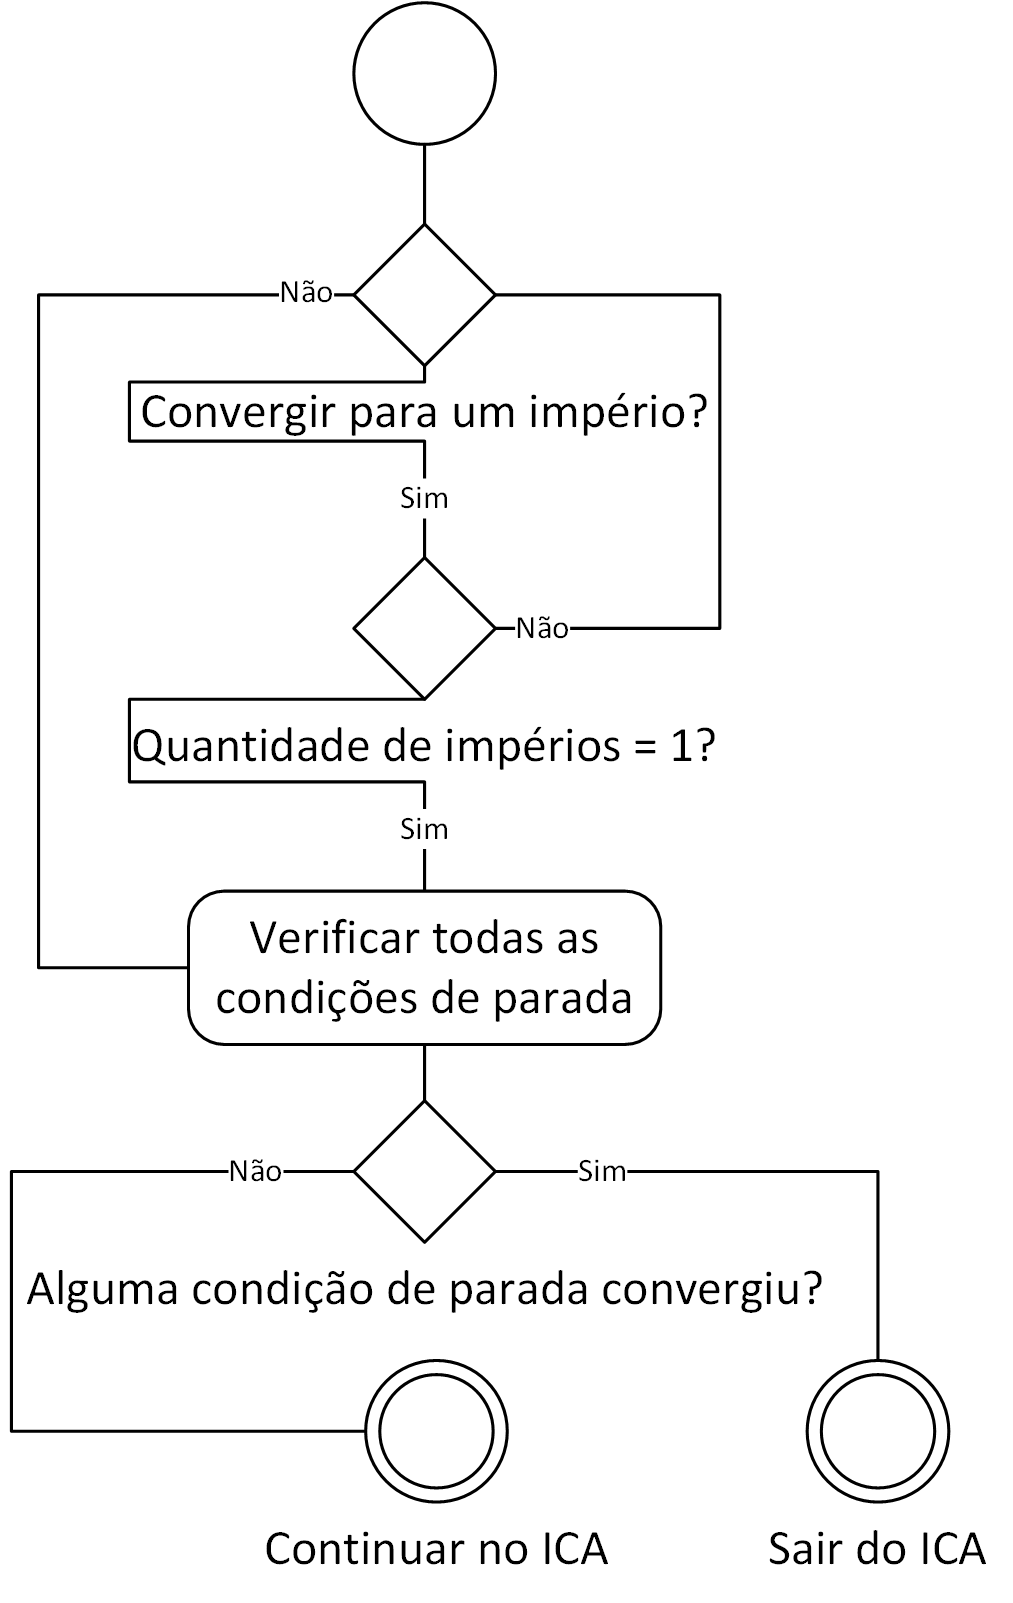 Não
Convergir para um império?
Sim
Não
Quantidade de impérios = 1?
Sim
Verificar todas as
condições de parada
Não
Sim
Alguma condição de parada convergiu?
Continuar no ICA
Sair do ICA